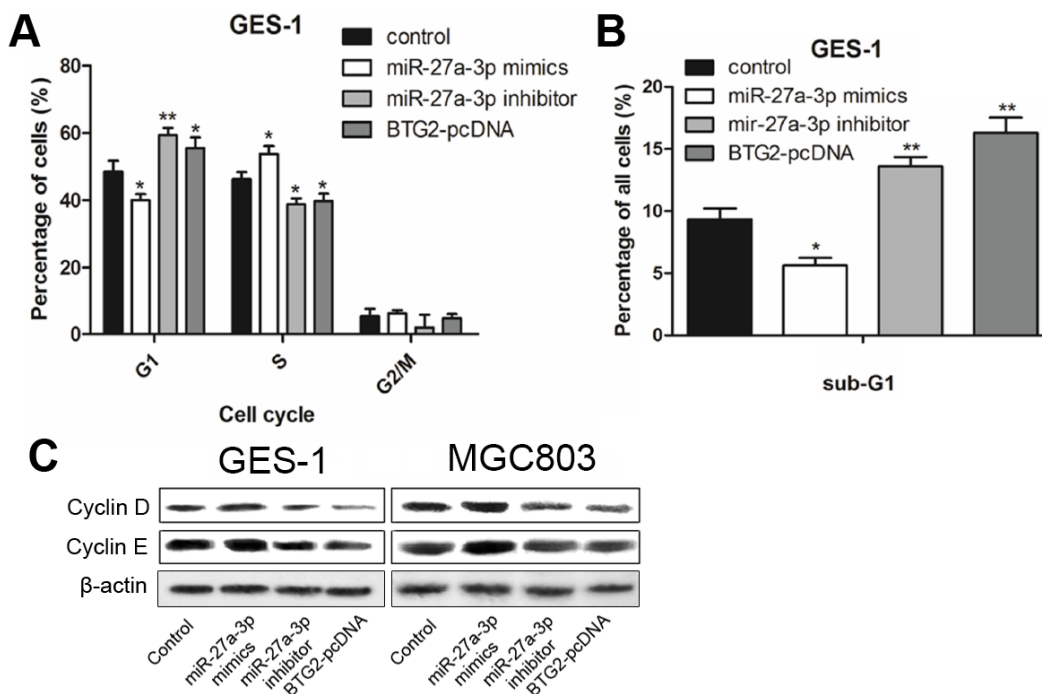 A
GES-1
control
miR-27a-3p mimics
miR-27a-3p inhibitor
BTG2-pcDNA
Percentage of cells (%)
80
60
40
20
0
*
**
*
*
*
*
G1
S
G2/M
Cell cycle
B
GES-1
control
miR-27a-3p mimics
mir-27a-3p inhibitor
BTG2-pcDNA
Percentage of all cells (%)
20
15
10
5
0
*
**
**
sub-G1
C
GES-1
MGC803
Cyclin D
Cyclin E
β-actin
Control
miR-27a-3p
mimics
miR-27a-3p
inhibitor
BTG2-pcDNA
Control
miR-27a-3p
mimics
miR-27a-3p
inhibitor
BTG2-pcDNA